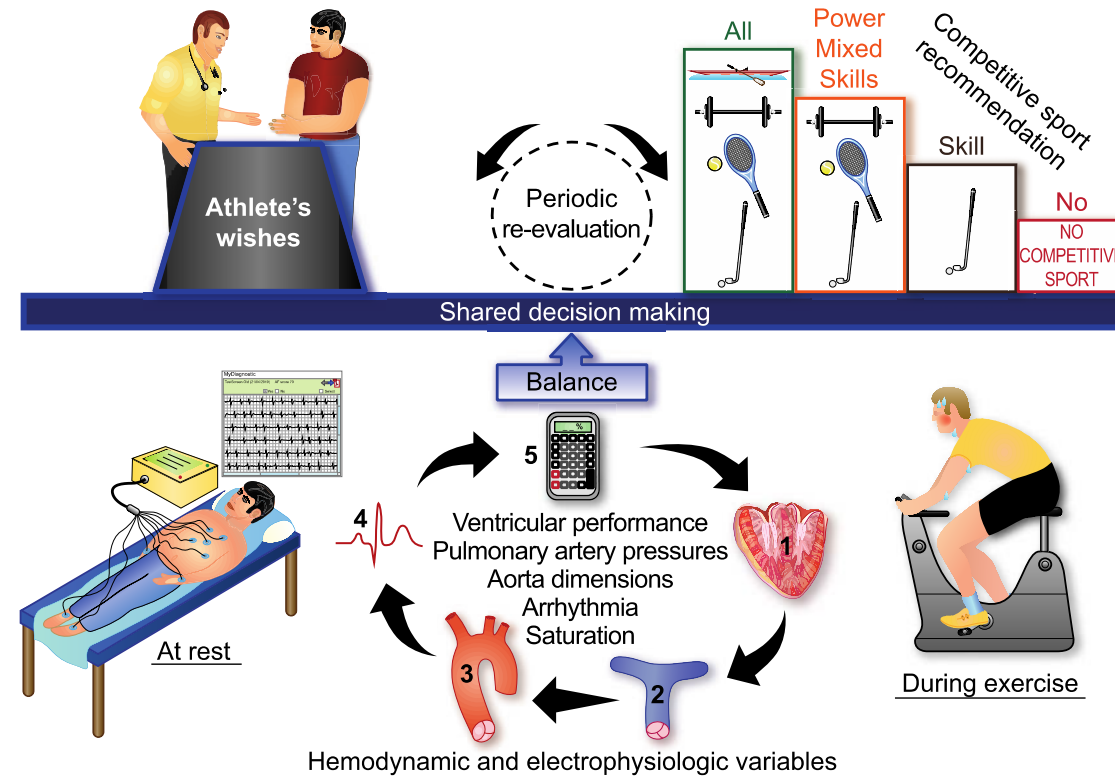 All
Power
Mixed
Skills
Competitive sport
recommendation
Skill
No
NO
COMPETITIVE
SPORT
Periodic
re-evaluation
Athlete's
wishes
Shared decision making
Balance
MyDiagnostic
5
%
4
1
Ventricular performance
Pulmonary artery pressures
Aorta dimensions
Arrhythmia
Saturation
3
2
At rest
During exercise
Hemodynamic and electrophysiologic variables